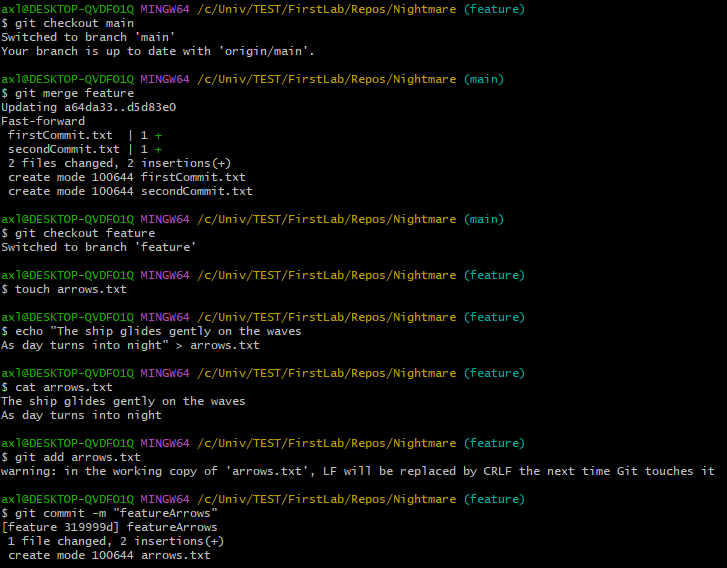 axl@DESKTOP-QVDFO1Q MINGW64 /c/Univ/TEST/FirstLab/Repos/Nightmare (feature)
$ git checkout main
Switched to branch 'main'
Your branch is up to date with 'origin/main'.
axl@DESKTOP-QVDFO1Q MINGW64 /c/Univ/TEST/FirstLab/Repos/Nightmare (main)
$ git merge feature
Updating a64da33..d5d83e0
Fast-forward
firstCommit.txt | 1 +
secondCommit.txt | 1 +
2 files changed, 2 insertions(+)
create mode 100644 firstCommit.txt
create mode 100644 secondCommit.txt
axl@DESKTOP-QVDFO1Q MINGW64 /c/Univ/TEST/FirstLab/Repos/Nightmare (main)
$ git checkout feature
Switched to branch 'feature'
axl@DESKTOP-QVDFO1Q MINGW64 /c/Univ/TEST/FirstLab/Repos/Nightmare (feature)
$ touch arrows.txt
axl@DESKTOP-QVDFO1Q MINGW64 /c/Univ/TEST/FirstLab/Repos/Nightmare (feature)
$ echo "The ship glides gently on the waves
As day turns into night" > arrows.txt
axl@DESKTOP-QVDFO1Q MINGW64 /c/Univ/TEST/FirstLab/Repos/Nightmare (feature)
$ cat arrows.txt
The ship glides gently on the waves
As day turns into night
axl@DESKTOP-QVDFO1Q MINGW64 /c/Univ/TEST/FirstLab/Repos/Nightmare (feature)
$ git add arrows.txt
warning: in the working copy of 'arrows.txt', LF will be replaced by CRLF the next time Git touches it
axl@DESKTOP-QVDFO1Q MINGW64 /c/Univ/TEST/FirstLab/Repos/Nightmare (feature)
$ git commit -m "featureArrows"
[feature 319999d] featureArrows
1 file changed, 2 insertions(+)
create mode 100644 arrows.txt